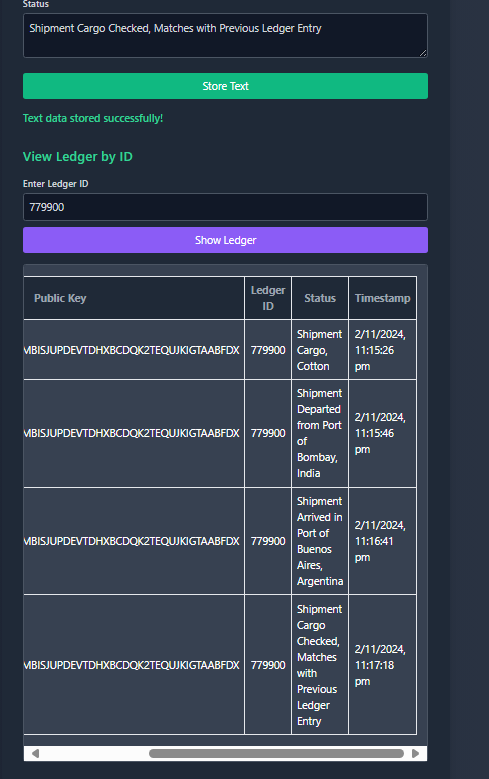 Status
Shipment Cargo Checked, Matches with Previous Ledger Entry
Store Text
Text data stored successfully!
View Ledger by ID
Enter Ledger ID
779900
Show Ledger
Public Key
Ledger
ID
Status
Timestamp
MBISJUPDEVTDHXBCDQK2TEQUJKIGTAABFDX
779900
Shipment
Cargo,
Cotton
2/11/2024,
11:15:26
pm
MBISJUPDEVTDHXBCDQK2TEQUJKIGTAABFDX
779900
Shipment
Departed
from Port
of
Bombay,
India
2/11/2024,
11:15:46
pm
MBISJUPDEVTDHXBCDQK2TEQUJKIGTAABFDX
779900
Shipment
Arrived in
Port of
Buenos
Aires,
Argentina
2/11/2024,
11:16:41
pm
MBISJUPDEVTDHXBCDQK2TEQUJKIGTAABFDX
779900
Shipment
Cargo
Checked,
Matches
with
Previous
Ledger
Entry
2/11/2024,
11:17:18
pm